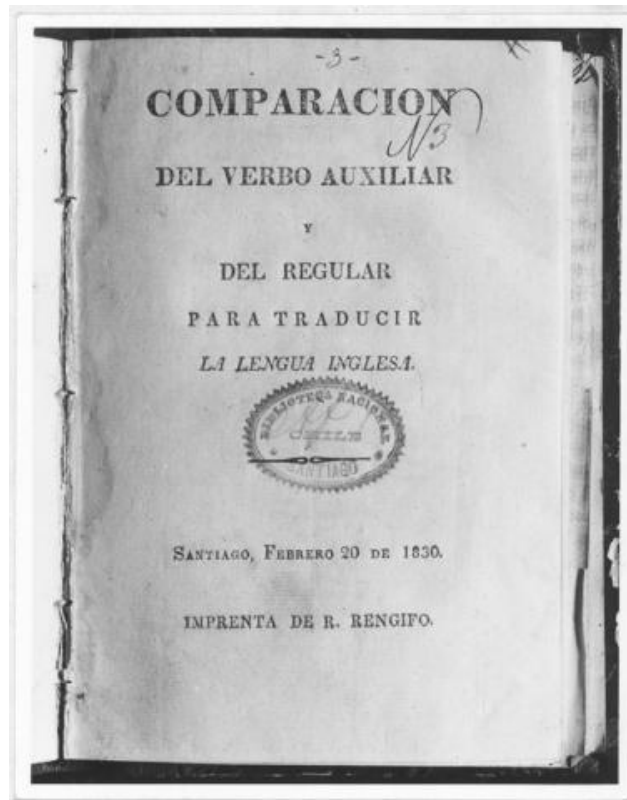 -3-
COMPARACION
N3
DEL VERBO AUXILIAR
Y
DEL REGULAR
PARA TRADUCIR
LA LENGUA INGLESA.
BIBLIOTECA NACIONAL
CHILE
SANTIAGO
SANTIAGO, FEBRERO 20 DE 1830.
IMPRENTA DE R. RENGIFO.